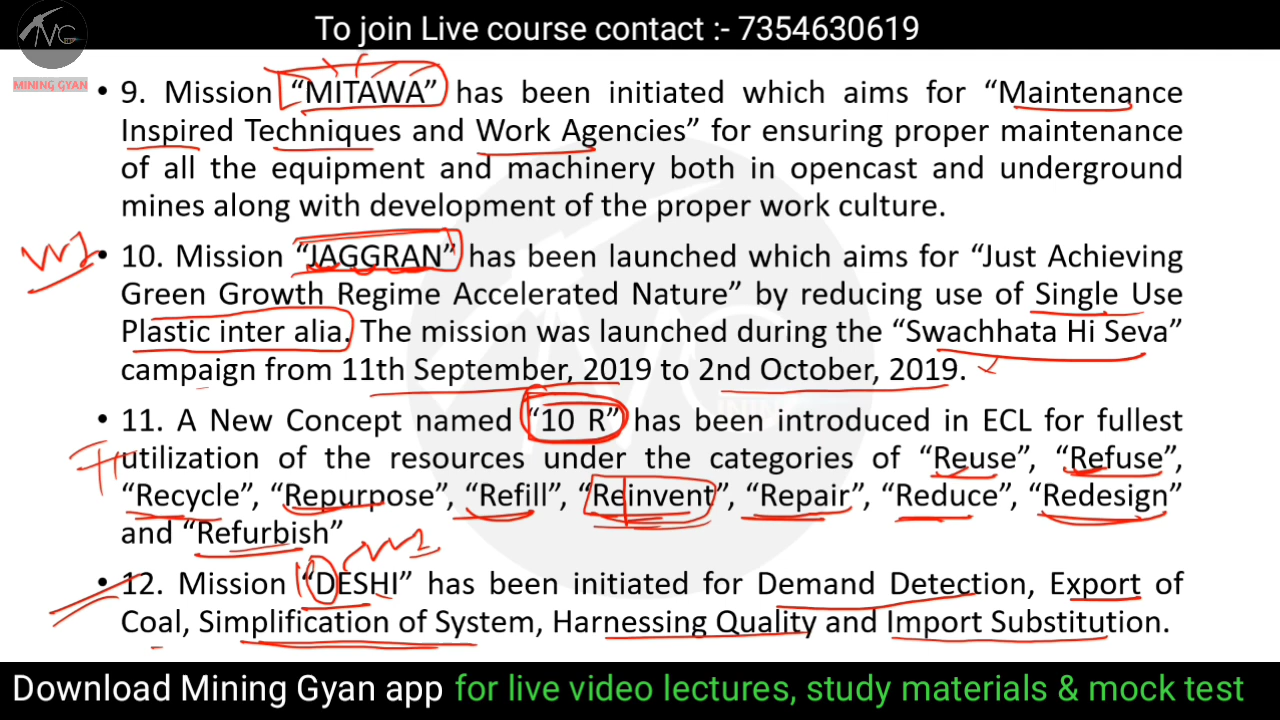 To join Live course contact :- 7354630619
MINING GYAN
• 9. Mission “MITAWA” has been initiated which aims for “Maintenance
Inspired Techniques and Work Agencies” for ensuring proper maintenance
of all the equipment and machinery both in opencast and underground
mines along with development of the proper work culture.
• 10. Mission “JAGGRAN” has been launched which aims for “Just Achieving
Green Growth Regime Accelerated Nature” by reducing use of Single Use
Plastic inter alia. The mission was launched during the “Swachhata Hi Seva”
campaign from 11th September, 2019 to 2nd October, 2019.
• 11. A New Concept named “10 R” has been introduced in ECL for fullest
utilization of the resources under the categories of “Reuse”, “Refuse”,
“Recycle”, “Repurpose”, “Refill”, “Reinvent”, “Repair”, “Reduce”, “Redesign”
and “Refurbish”
• 12. Mission “DESHI” has been initiated for Demand Detection, Export of
Coal, Simplification of System, Harnessing Quality and Import Substitution.
Download Mining Gyan app for live video lectures, study materials & mock test